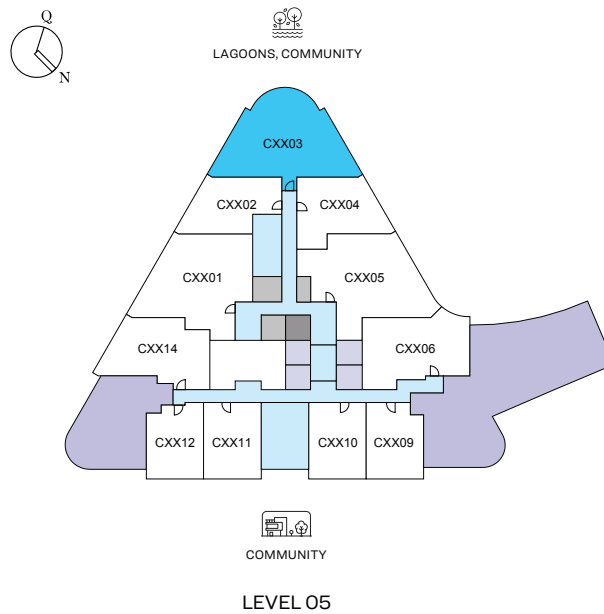 Q
N
LAGOONS, COMMUNITY
CXX03
CXX02
CXX04
CXX01
CXX05
CXX14
CXX06
CXX12
CXX11
CXX10
CXX09
COMMUNITY
LEVEL 05